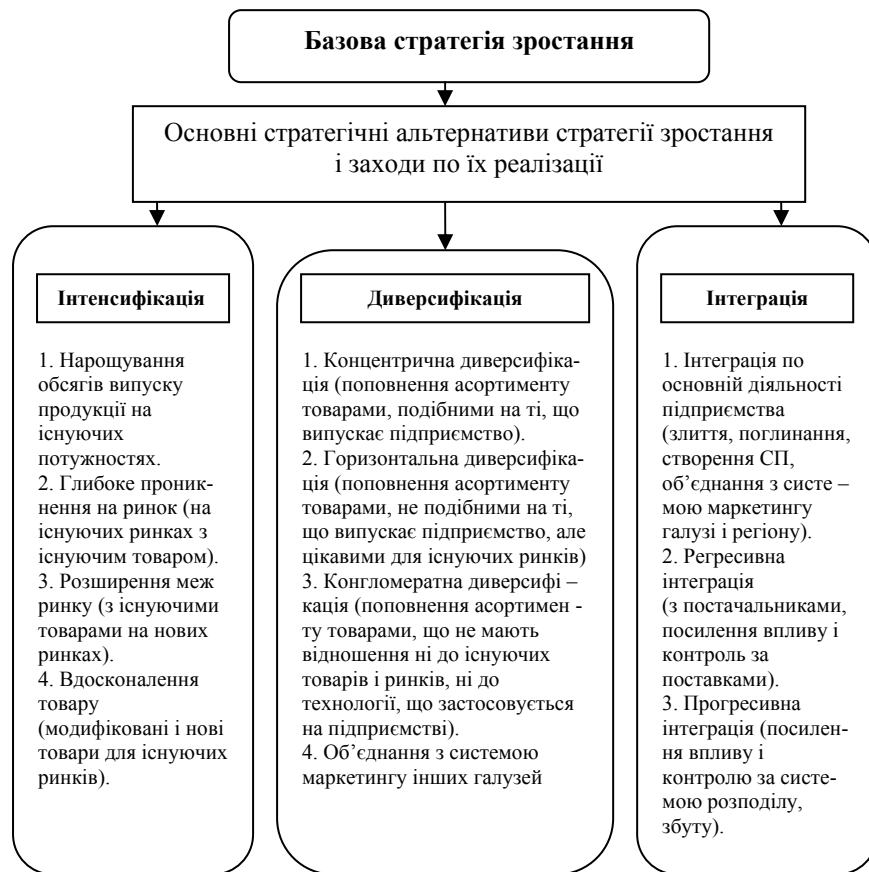 Базова стратегія зростання
Основні стратегічні альтернативи стратегії зростання
і заходи по їх реалізації
Інтенсифікація
1. Нарощування
обсягів випуску
продукції на
існуючих
потужностях.
2. Глибоке проник-
нення на ринок (на
існуючих ринках з
існуючим товаром).
3. Розширення меж
ринку (з існуючими
товарами на нових
ринках).
4. Вдосконалення
товару
(модифіковані і нові
товари для існуючих
ринків).
Диверсифікація
1. Концентрична диверсифіка-
ція (поповнення асортименту
товарами, подібними на ті, що
випускає підприємство).
2. Горизонтальна диверсифіка-
ція (поповнення асортименту
товарами, не подібними на ті,
що випускає підприємство, але
цікавими для існуючих ринків)
3. Конгломератна диверсифі –
кація (поповнення асортимен -
ту товарами, що не мають
відношення ні до існуючих
товарів і ринків, ні до
технології, що застосовується
на підприємстві).
4. Об’єднання з системою
маркетингу інших галузей
Інтеграція
1. Інтеграція по
основній діяльності
підприємства
(злиття, поглинання,
створення СП,
об’єднання з систе –
мою маркетингу
галузі і регіону).
2. Регресивна
інтеграція
(з постачальниками,
посилення впливу і
контроль за
поставками).
3. Прогресивна
інтеграція (посилен-
ня впливу і
контролю за систе-
мою розподілу,
збуту).